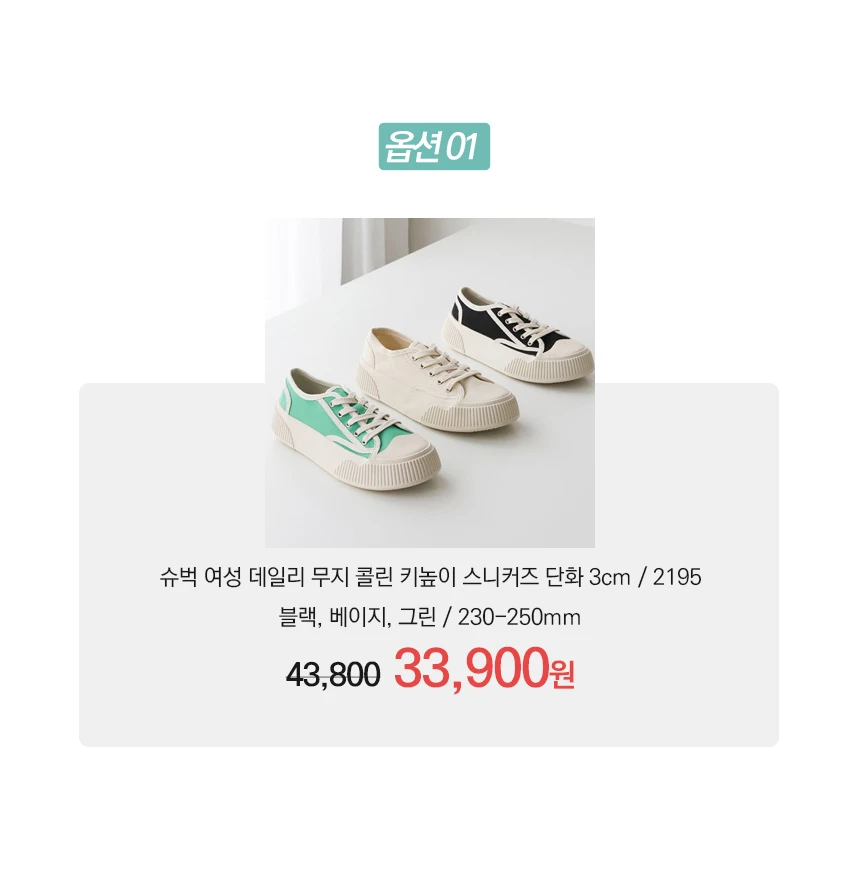 옵션 01
슈벅 여성 데일리 무지 콜린 키높이 스니커즈 단화 3cm / 2195
블랙, 베이지, 그린 / 230-250mm
43,800 33,900원